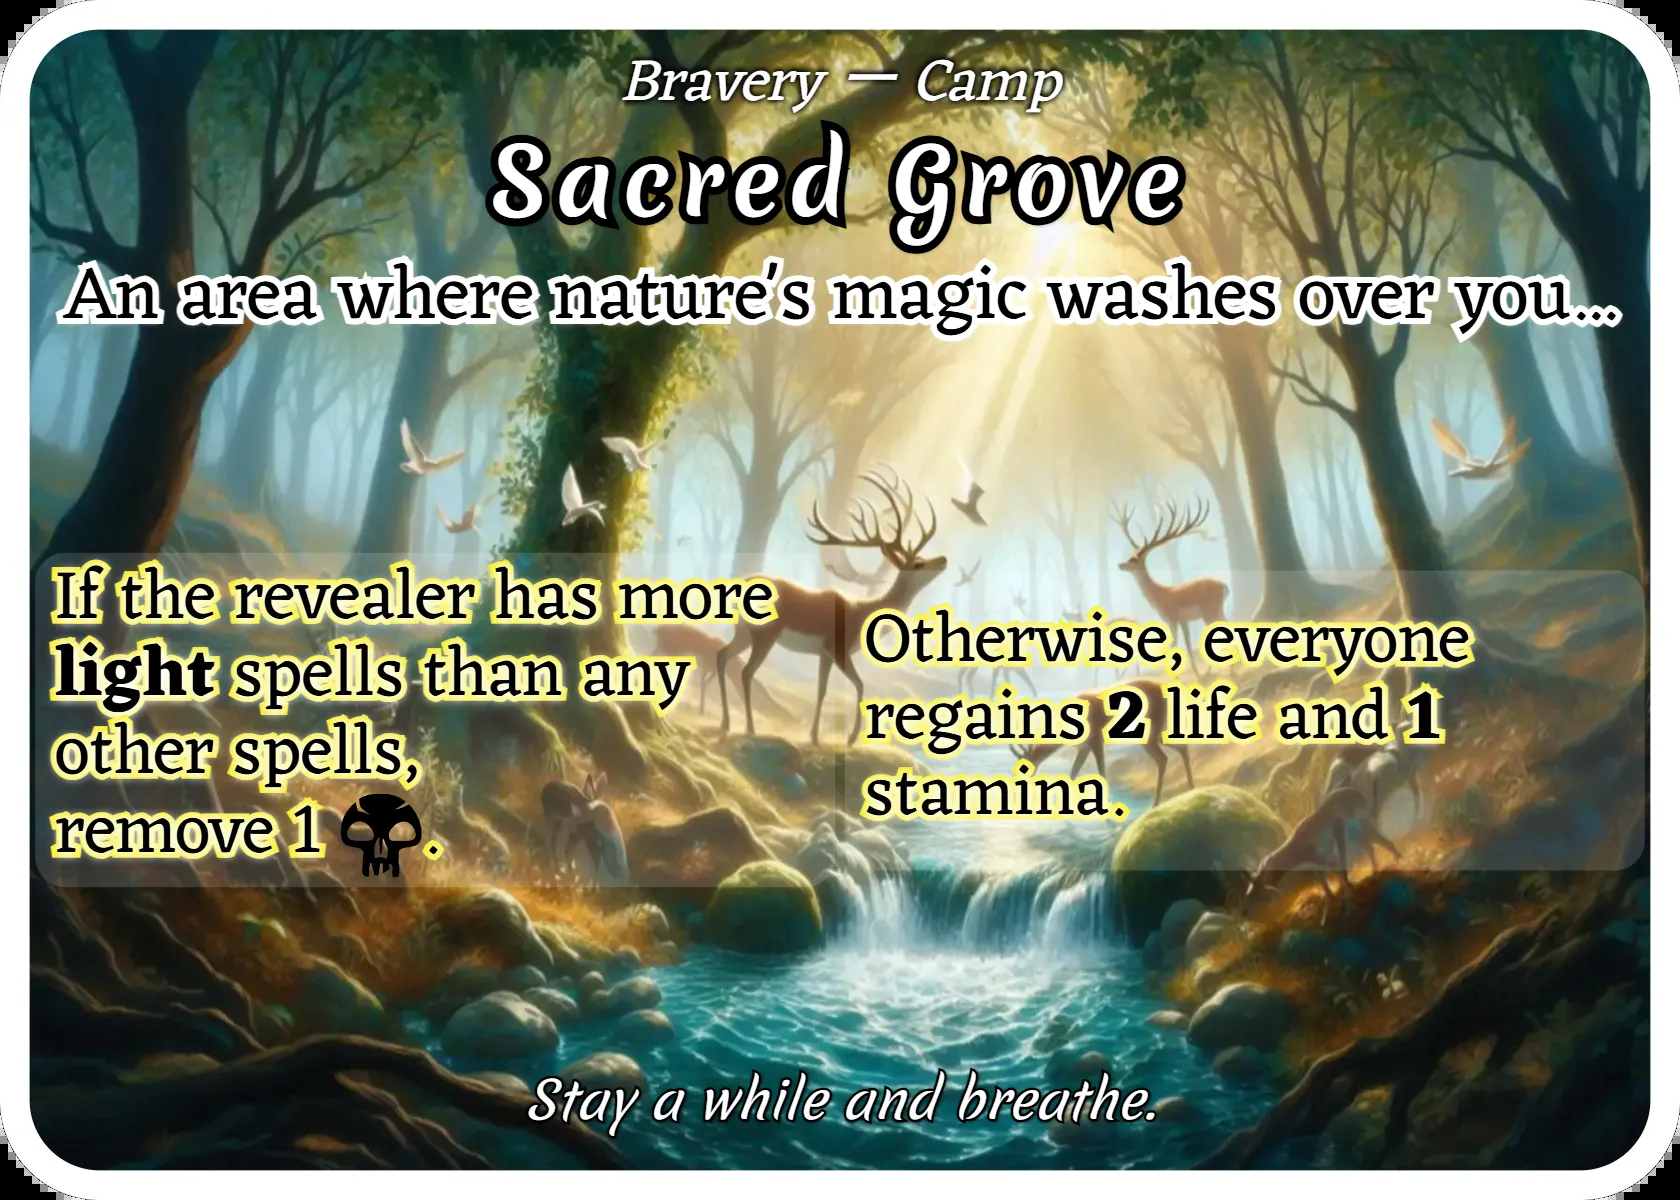 Bravery — Camp
Sacred Grove
An area where nature's magic washes over you...
If the revealer has more
light spells than any
other spells,
remove 1 .
Otherwise, everyone
regains 2 life and 1
stamina.
Stay a while and breathe.